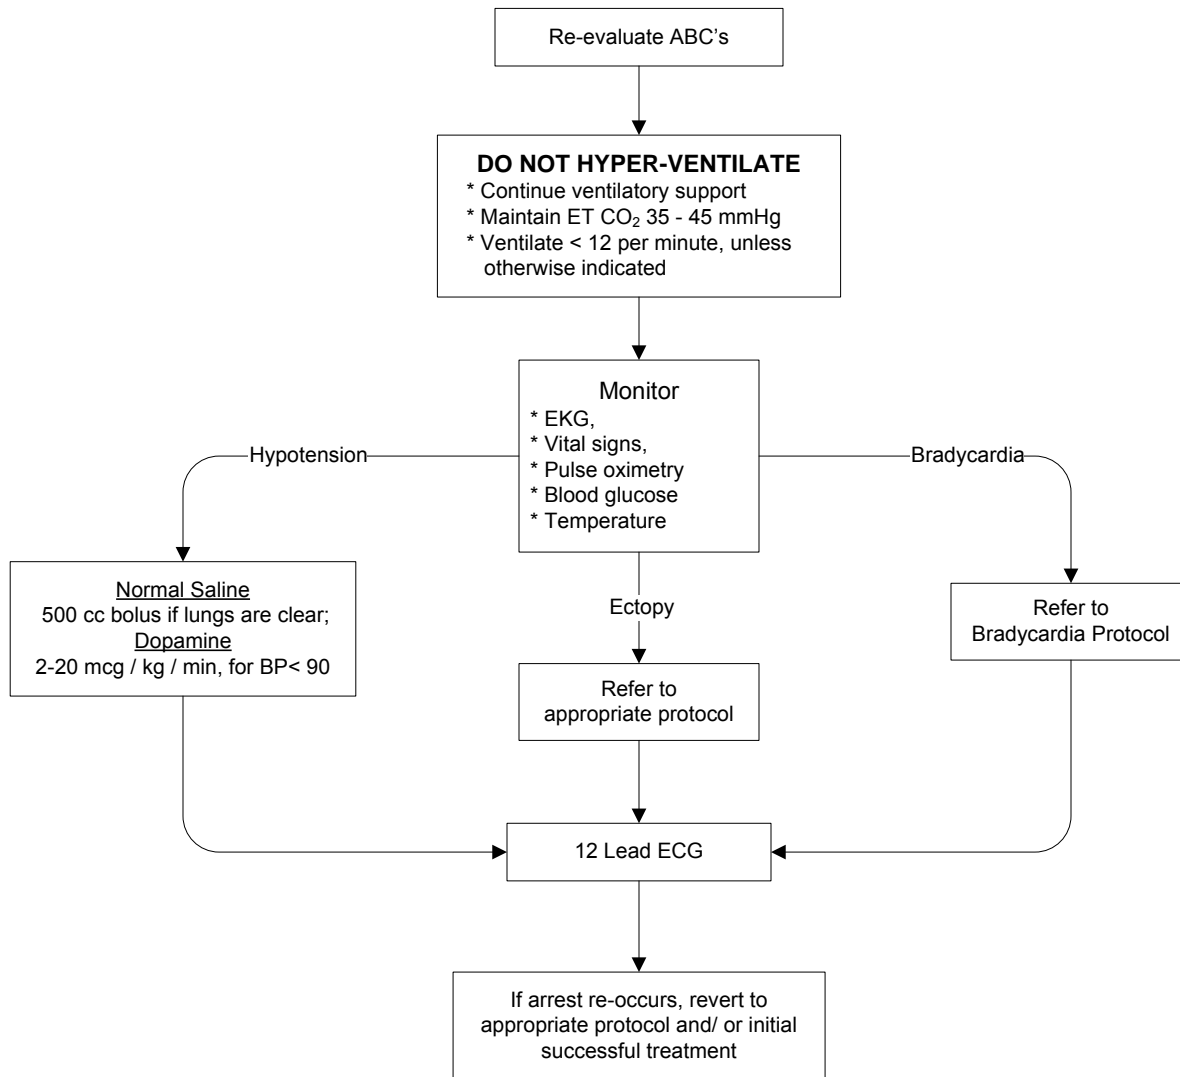 Re-evaluate ABC's
DO NOT HYPER-VENTILATE
* Continue ventilatory support
* Maintain ET CO₂ 35 - 45 mmHg
* Ventilate < 12 per minute, unless
otherwise indicated
Monitor
* EKG,
* Vital signs,
* Pulse oximetry
* Blood glucose
* Temperature
Hypotension
Bradycardia
Normal Saline
500 cc bolus if lungs are clear;
Dopamine
2-20 mcg / kg / min, for BP< 90
Ectopy
Refer to
Bradycardia Protocol
Refer to
appropriate protocol
12 Lead ECG
If arrest re-occurs, revert to
appropriate protocol and/ or initial
successful treatment